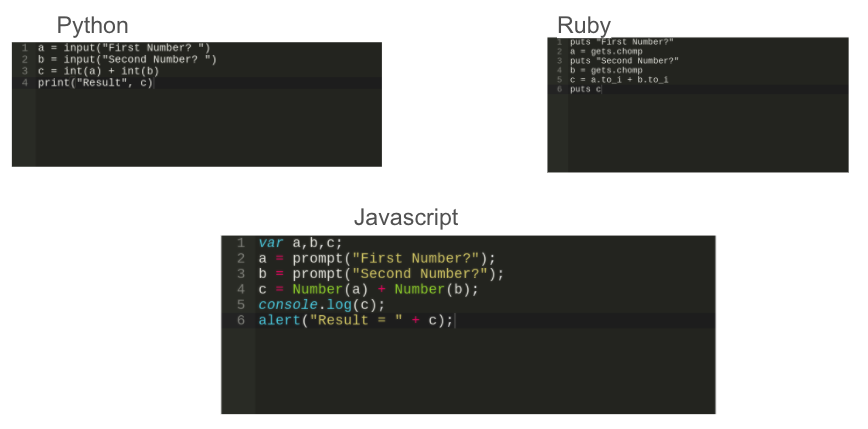 Python
1 a = input("First Number? ")
2 b = input("Second Number? ")
3 c = int(a) + int(b)
4 print("Result", c)
Ruby
1 puts "First Number?"
2 a = gets.chomp
3 puts "Second Number?"
4 b = gets.chomp
5 c = a.to_i + b.to_i
6 puts c
Javascript
1 var a,b,c;
2 a = prompt("First Number?");
3 b = prompt("Second Number?");
4 c = Number(a) + Number(b);
5 console.log(c);
6 alert("Result = " + c);